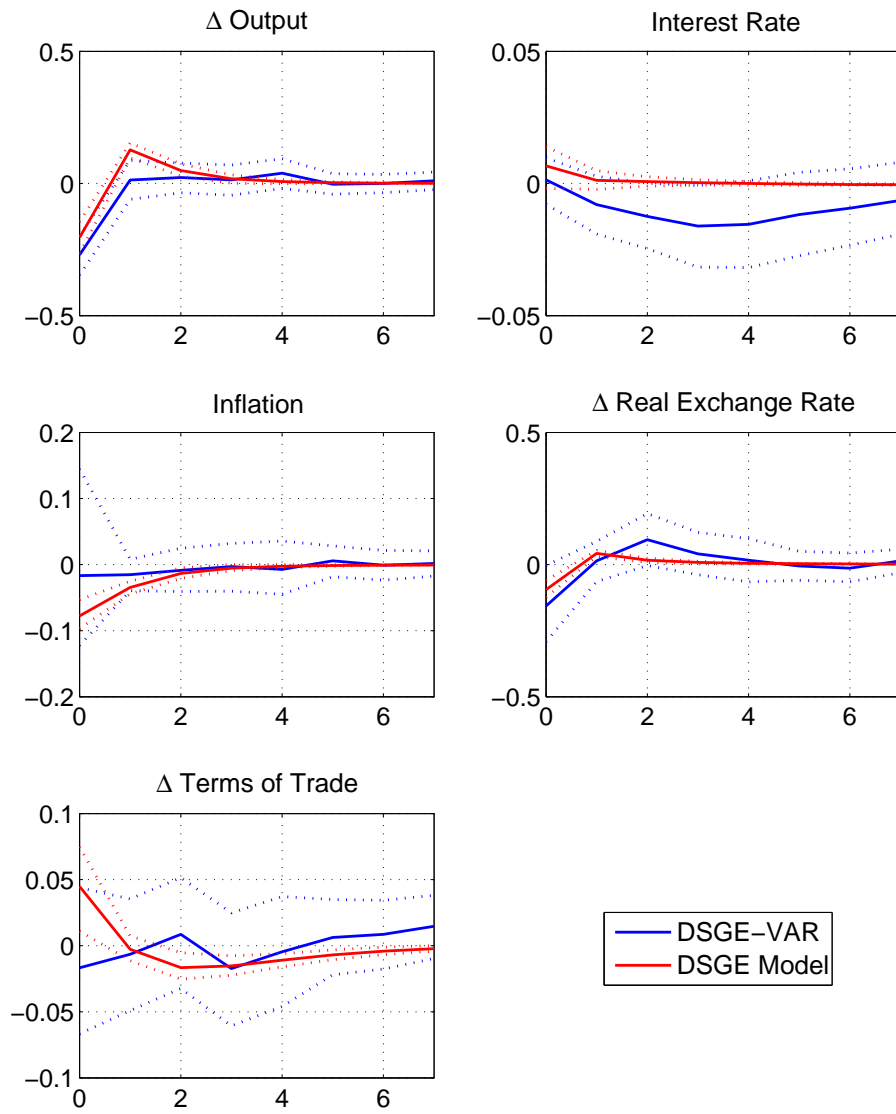 Δ Output
0.5
0
−0.5
0 2 4 6
Interest Rate
0.05
0
−0.05
0 2 4 6
Inflation
0.2
0.1
0
−0.1
−0.2
0 2 4 6
Δ Real Exchange Rate
0.5
0
−0.5
0 2 4 6
Δ Terms of Trade
0.1
0.05
0
−0.05
−0.1
0 2 4 6
DSGE−VAR
DSGE Model